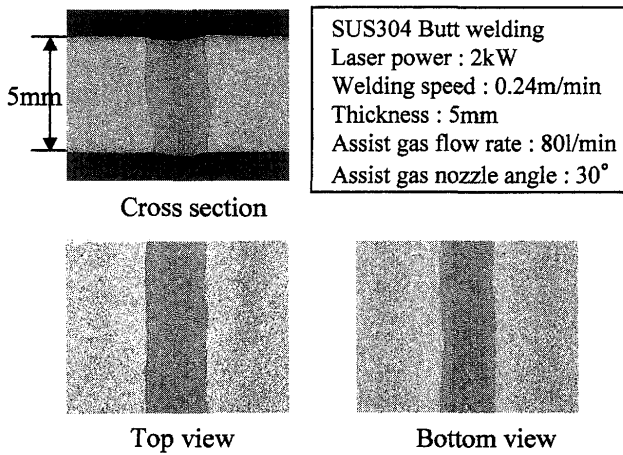 SUS304 Butt welding
Laser power : 2kW
Welding speed : 0.24m/min
Thickness : 5mm
Assist gas flow rate : 80l/min
Assist gas nozzle angle : 30°
5mm
Cross section
Top view
Bottom view